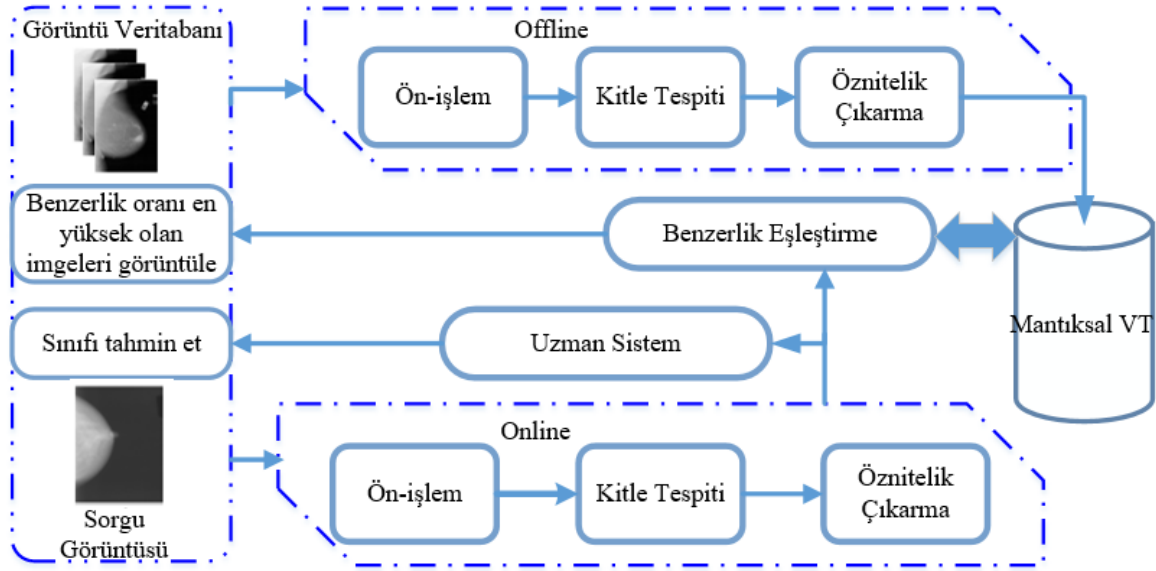 Görüntü Veritabanı
Offline
Ön-işlem
Kitle Tespiti
Öznitelik
Çıkarma
Benzerlik oranı en
yüksek olan
imgeleri görüntüle
Benzerlik Eşleştirme
Mantıksal VT
Sınıfı tahmin et
Uzman Sistem
Online
Ön-işlem
Kitle Tespiti
Öznitelik
Çıkarma
Sorgu
Görüntüsü